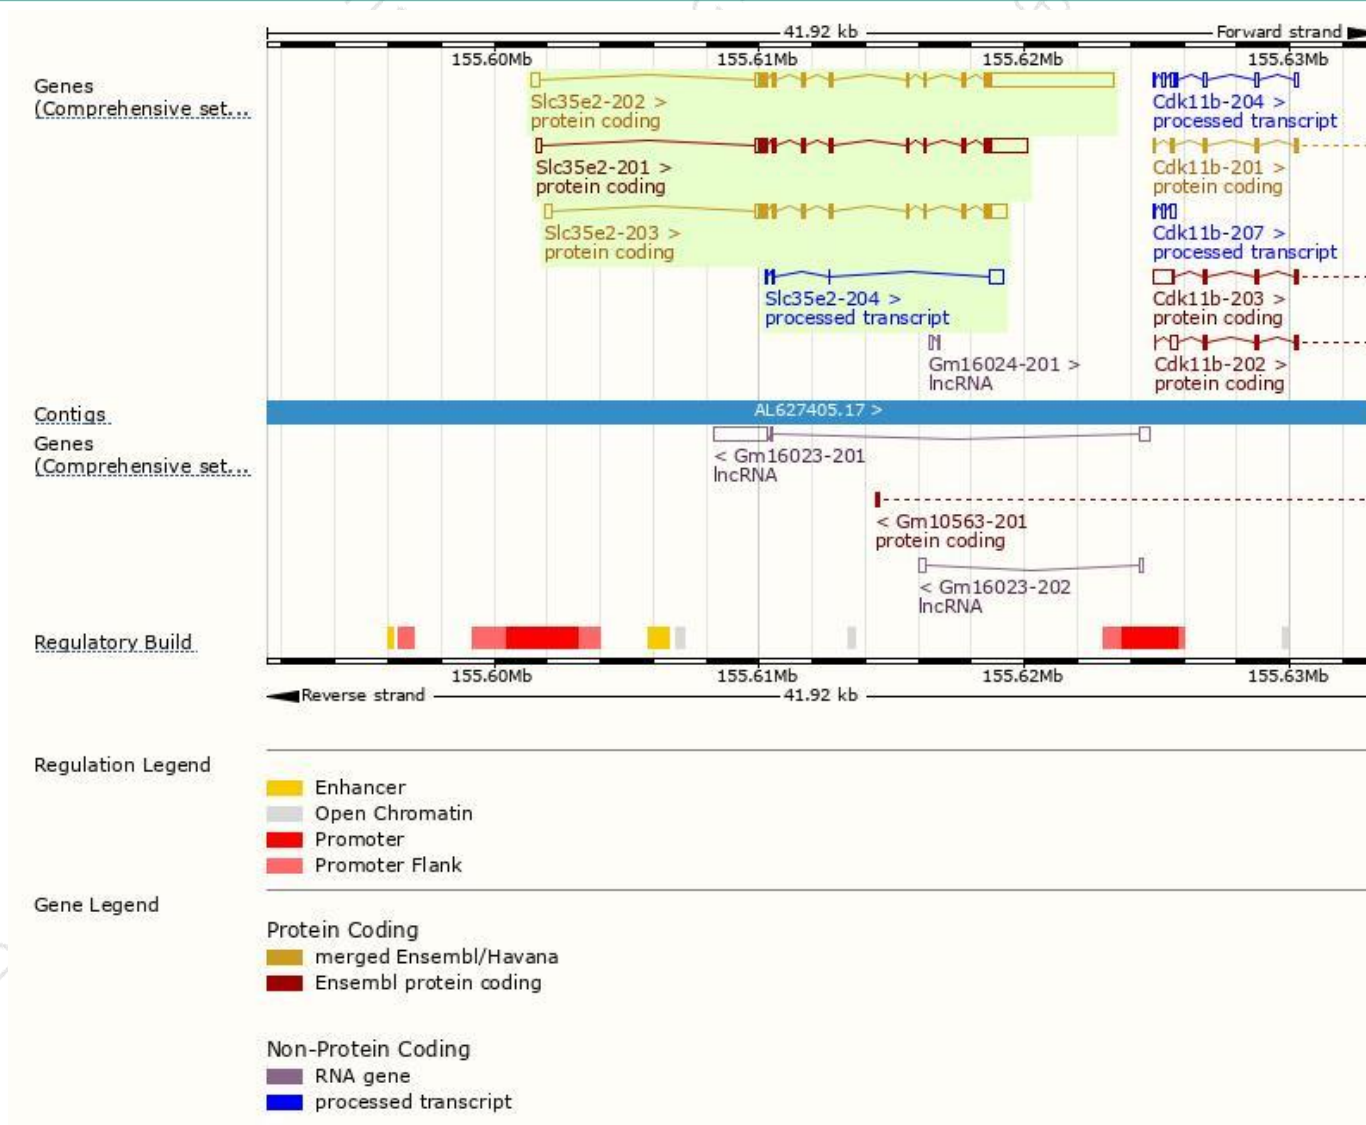 41.92 kb Forward strand
155.60Mb 155.61Mb 155.62Mb 155.63Mb
Genes
(Comprehensive set...
Slc35e2-202 >
protein coding
Cdk11b-204 >
processed transcript
Slc35e2-201 >
protein coding
Cdk11b-201 >
protein coding
Slc35e2-203 >
protein coding
Cdk11b-207 >
processed transcript
Slc35e2-204 >
processed transcript
Cdk11b-203 >
protein coding
Gm16024-201 >
lncRNA
Cdk11b-202 >
protein coding
Contigs
AL627405.17 >
Genes
(Comprehensive set...
< Gm16023-201
lncRNA
< Gm10563-201
protein coding
< Gm16023-202
lncRNA
Regulatory Build
155.60Mb 155.61Mb 155.62Mb 155.63Mb
Reverse strand 41.92 kb
Regulation Legend
Enhancer
Open Chromatin
Promoter
Promoter Flank
Gene Legend
Protein Coding
merged Ensembl/Havana
Ensembl protein coding
Non-Protein Coding
RNA gene
processed transcript